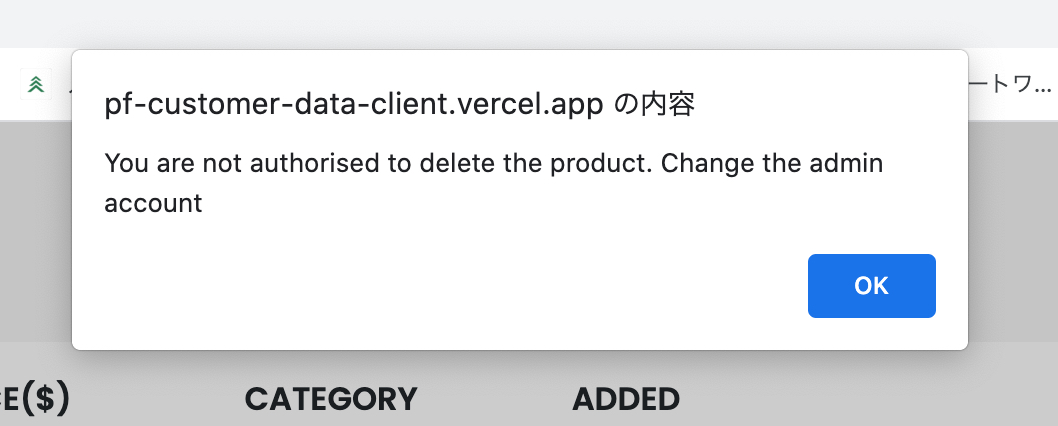 ートワ...
pf-customer-data-client.vercel.app の内容
You are not authorised to delete the product. Change the admin
account
OK
E($)
CATEGORY
ADDED